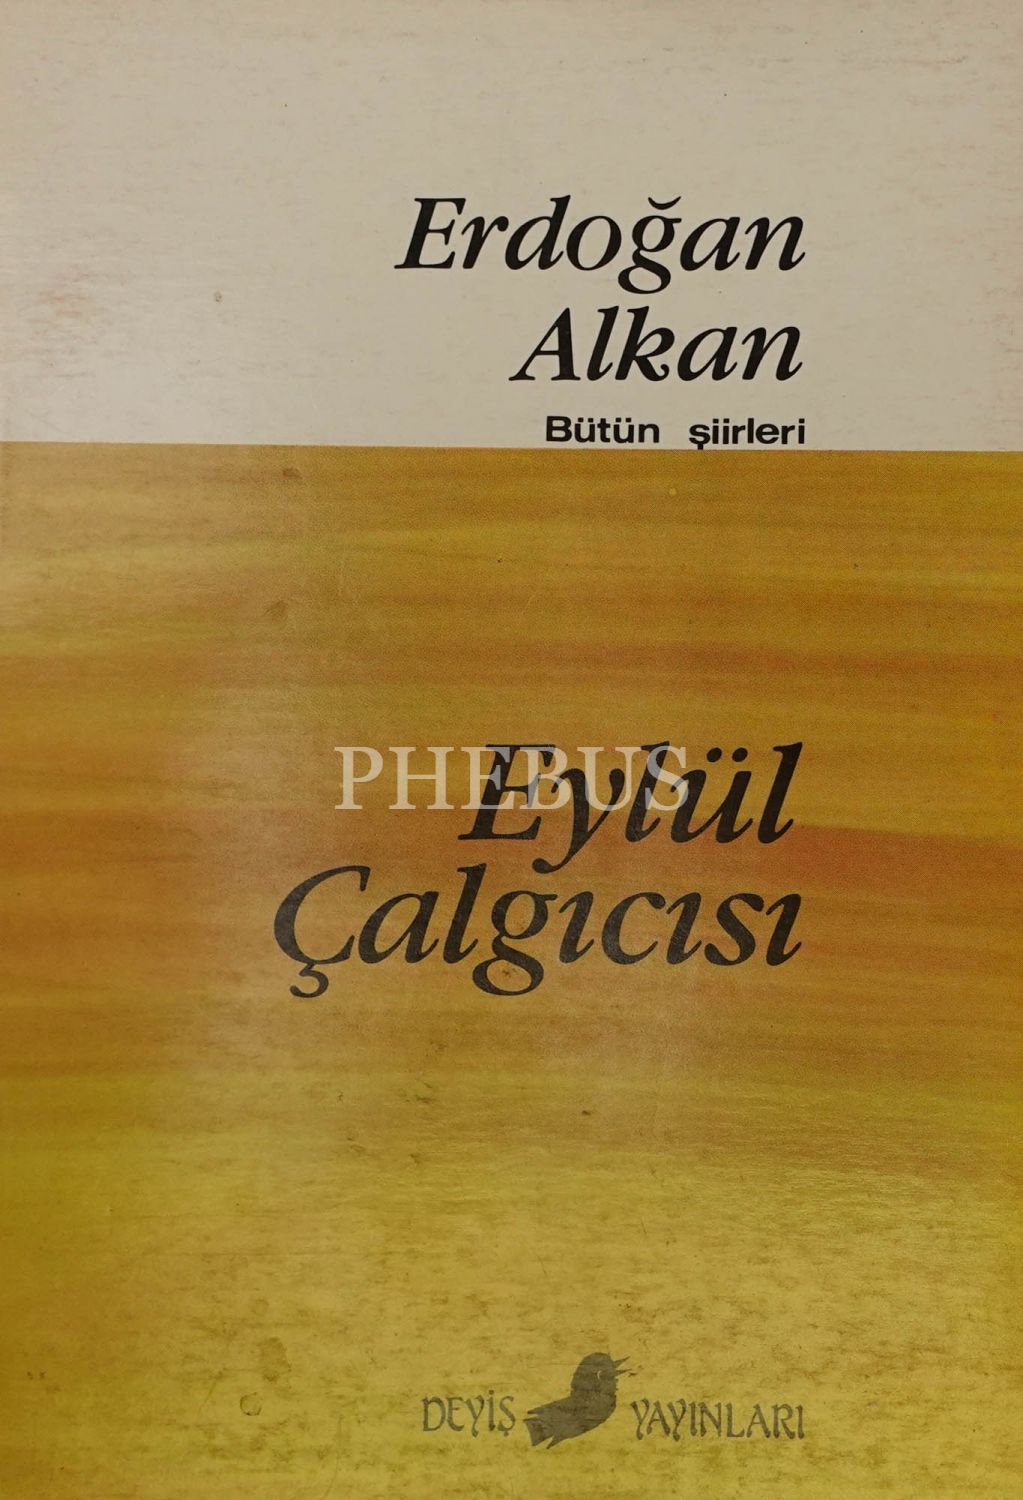 Erdoğan
Alkan
Bütün şiirleri
PHEBUS
Eylül
Çalgıcısı
DEYİŞ YAYINLARI